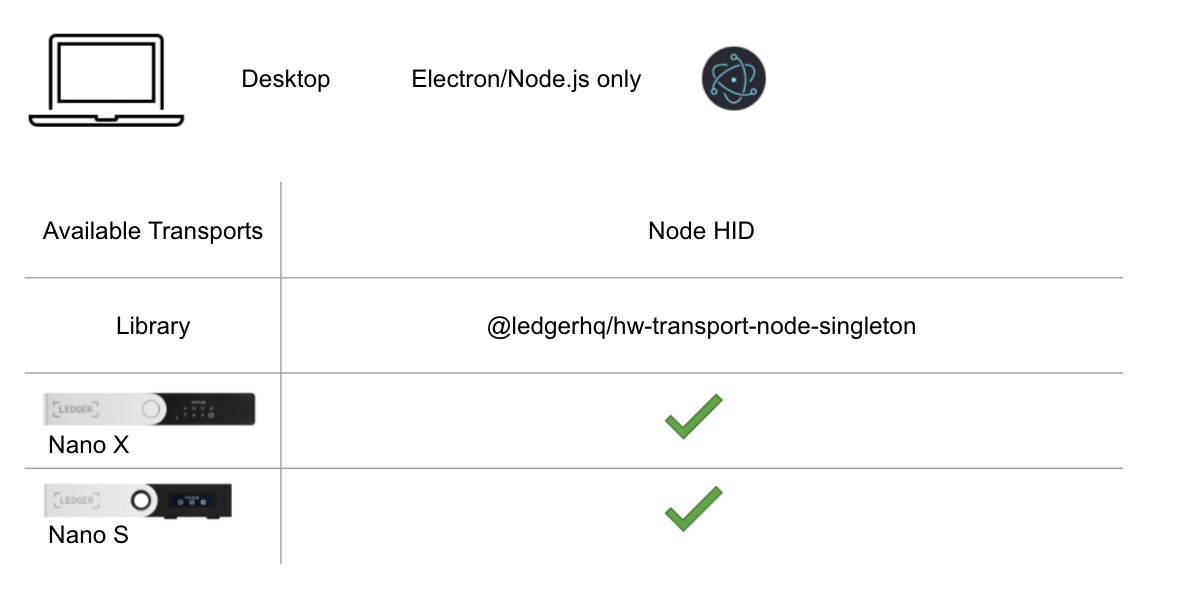 Desktop
Electron/Node.js only
Available Transports
Node HID
Library
@ledgerhq/hw-transport-node-singleton
LEDGER
Nano X
LEDGER
Nano S